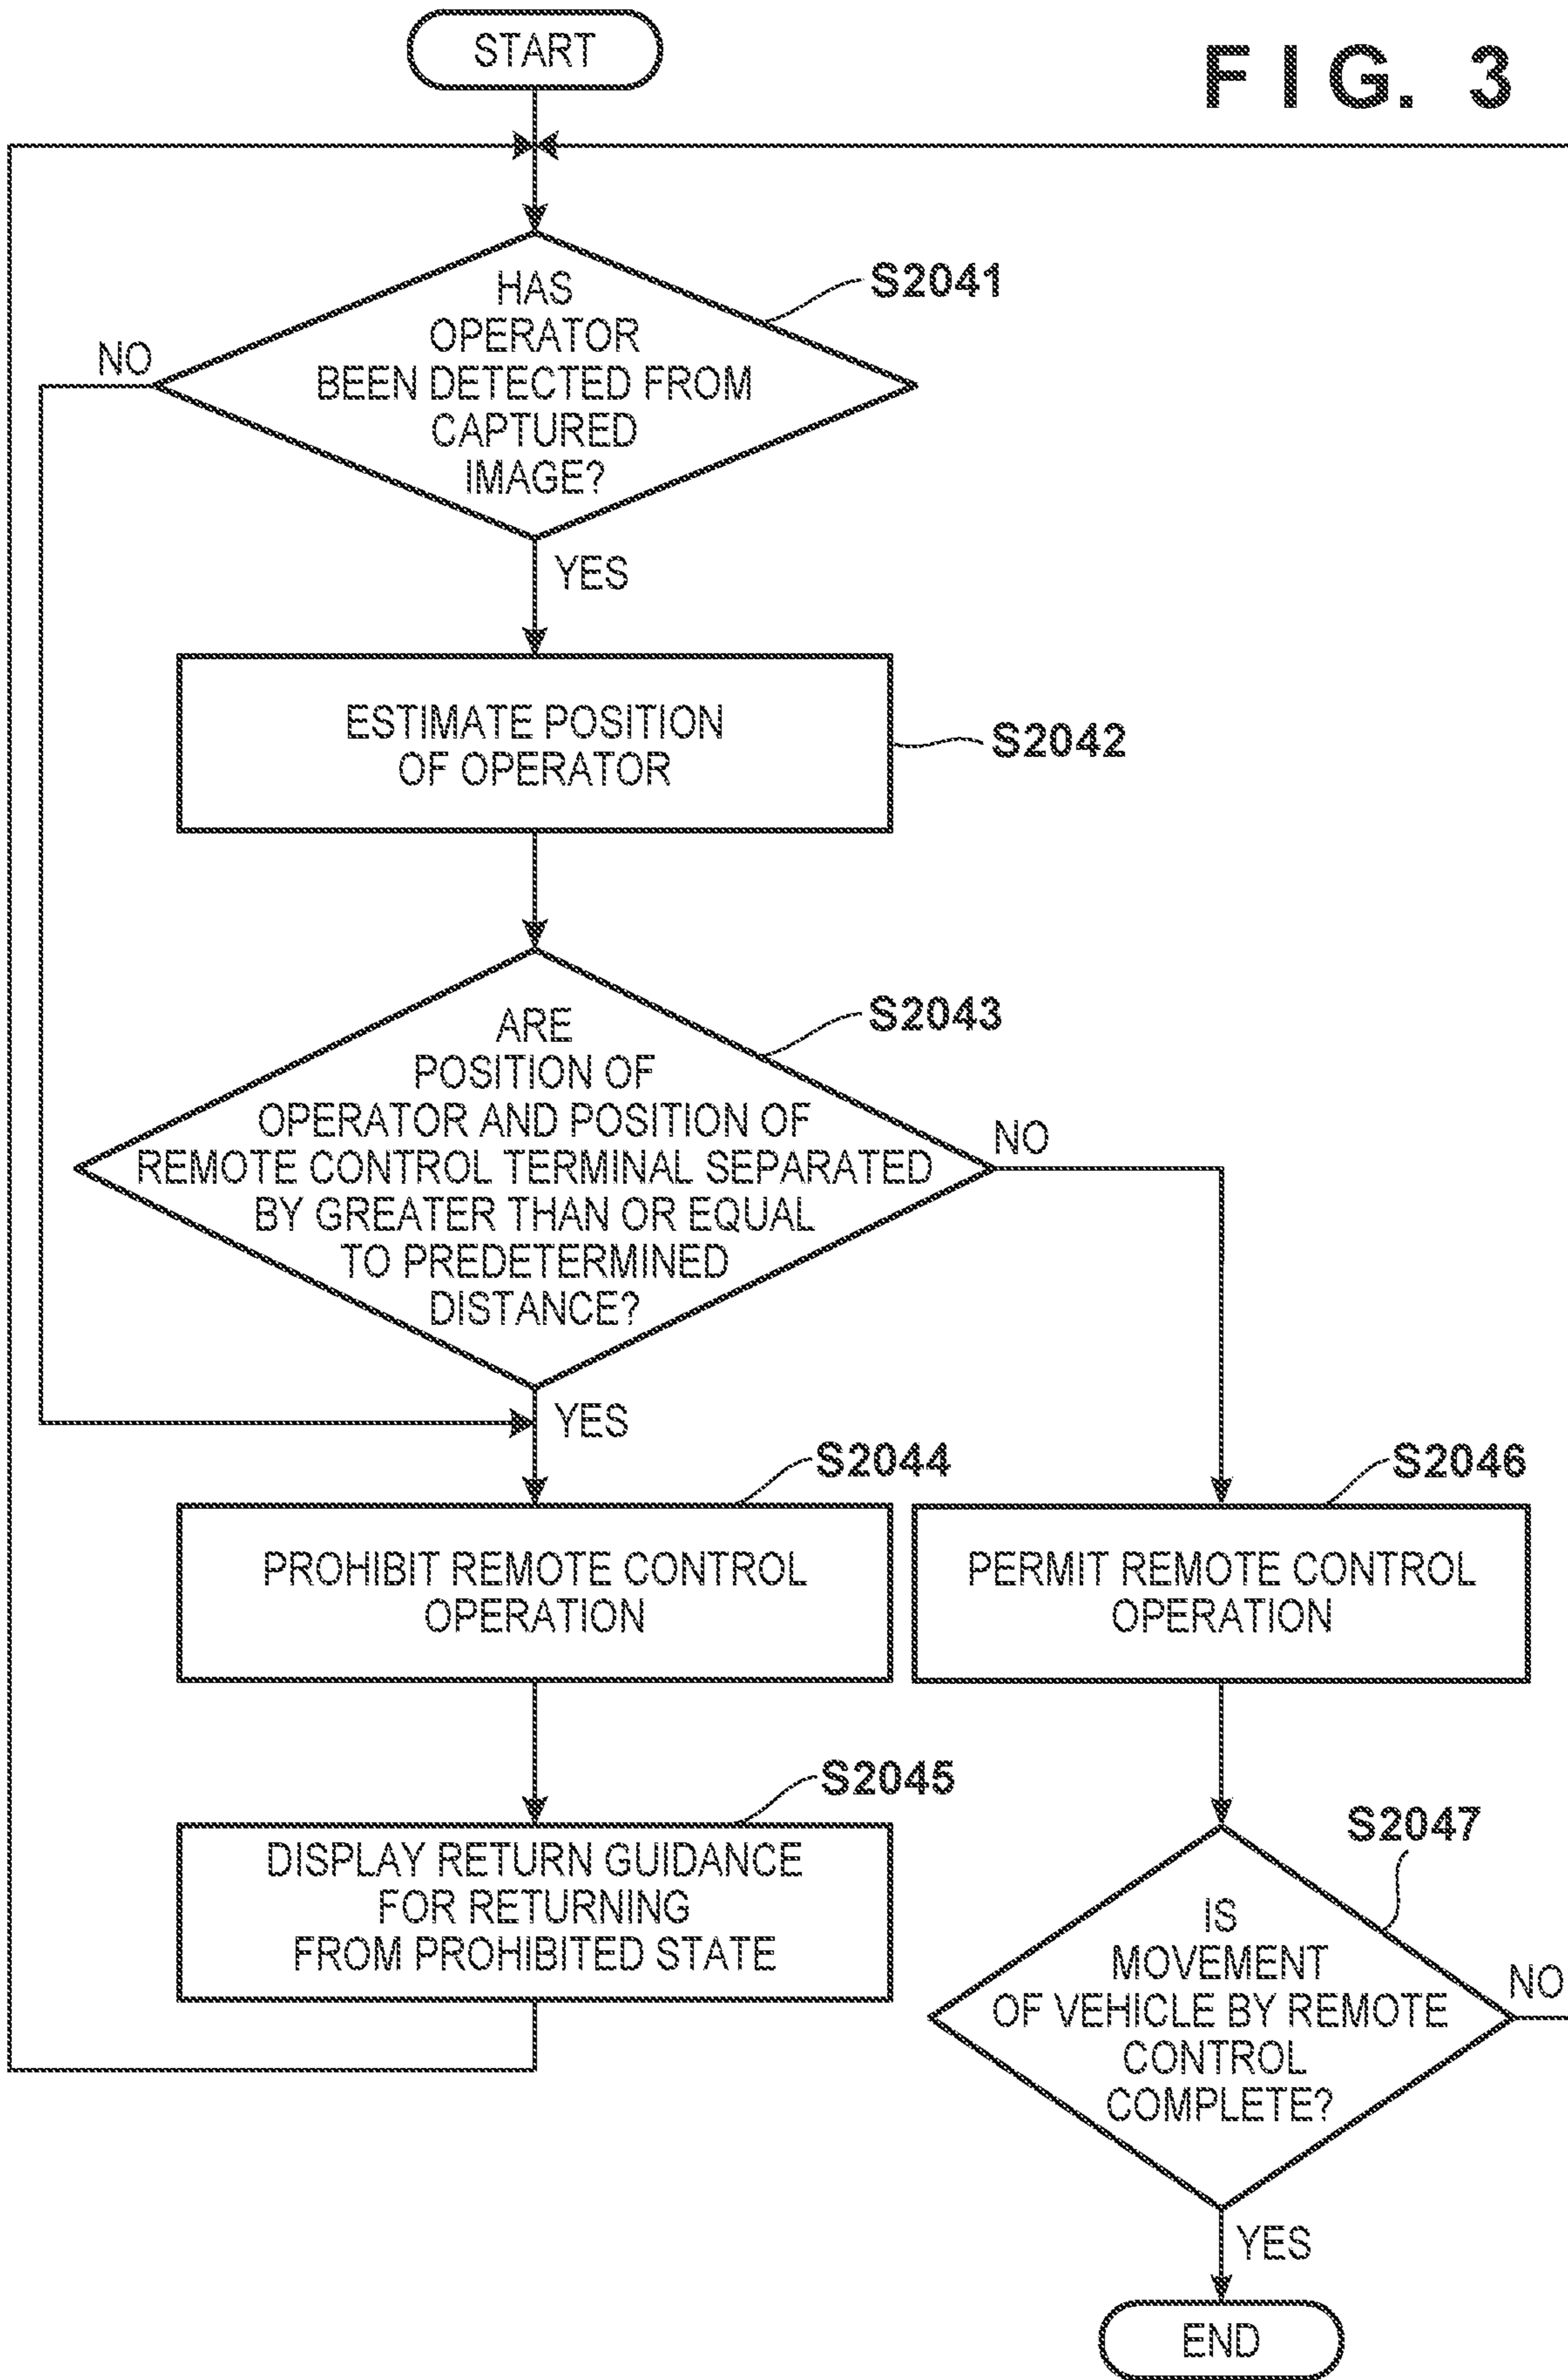 START
FIG. 3
HAS
OPERATOR
BEEN DETECTED FROM
CAPTURED
IMAGE?
S2041
NO
YES
ESTIMATE POSITION
OF OPERATOR
S2042
ARE
POSITION OF
OPERATOR AND POSITION OF
REMOTE CONTROL TERMINAL SEPARATED
BY GREATER THAN OR EQUAL
TO PREDETERMINED
DISTANCE?
S2043
NO
YES
S2044
PROHIBIT REMOTE CONTROL
OPERATION
S2046
PERMIT REMOTE CONTROL
OPERATION
S2045
DISPLAY RETURN GUIDANCE
FOR RETURNING
FROM PROHIBITED STATE
S2047
IS
MOVEMENT
OF VEHICLE BY REMOTE
CONTROL
COMPLETE?
NO
YES
END